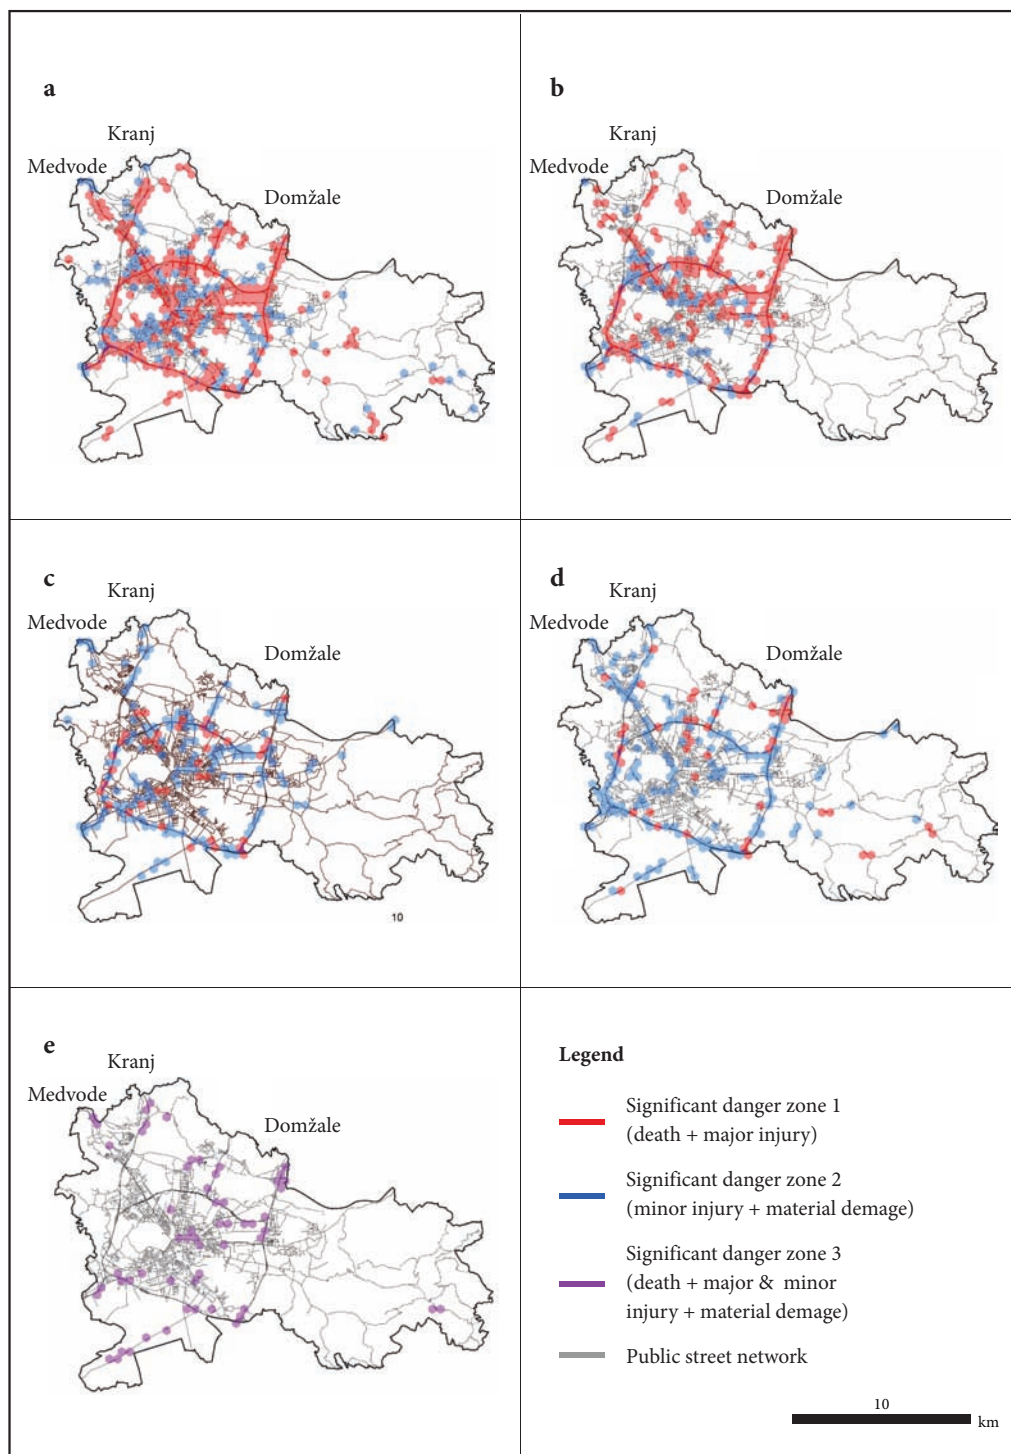 a
Kranj
Medvode
Domžale
b
Kranj
Medvode
Domžale
c
Kranj
Medvode
Domžale
10
d
Kranj
Medvode
Domžale
e
Kranj
Medvode
Domžale
Legend
Significant danger zone 1
(death + major injury)
Significant danger zone 2
(minor injury + material demage)
Significant danger zone 3
(death + major & minor
injury + material demage)
Public street network
10
km